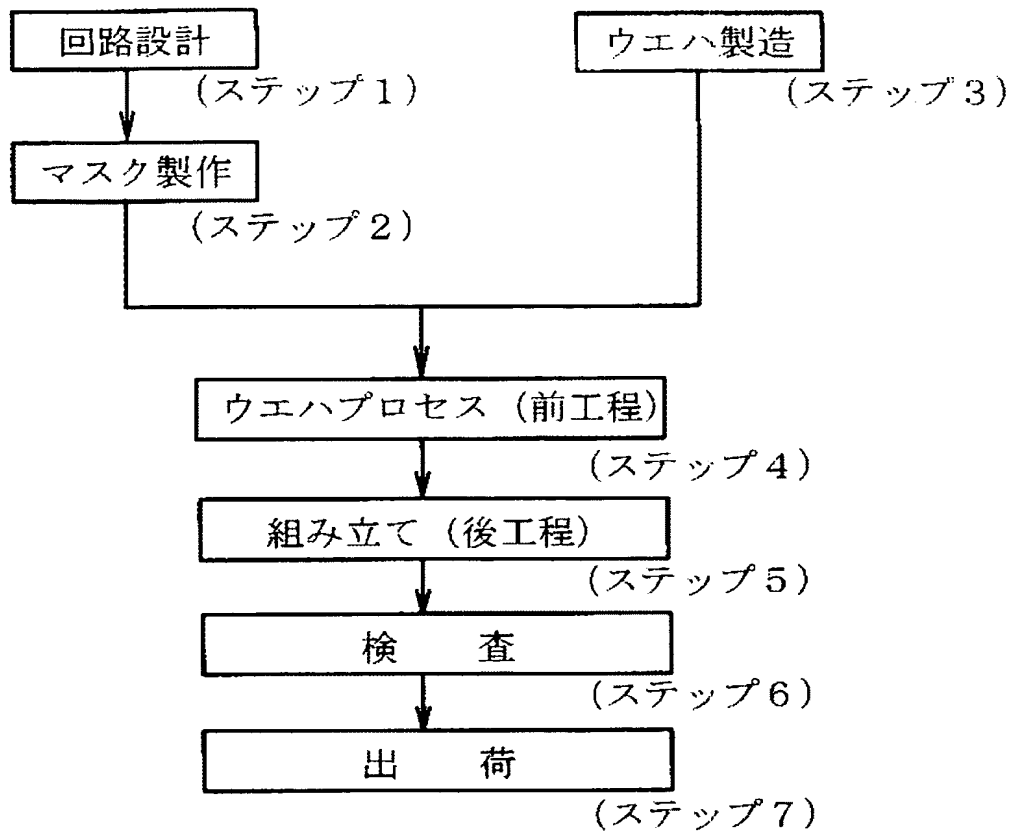 回路設計
(ステップ1)
ウエハ製造
(ステップ3)
マスク製作
(ステップ2)
ウエハプロセス (前工程)
(ステップ4)
組み立て (後工程)
(ステップ5)
検　査
(ステップ6)
出　荷
(ステップ7)